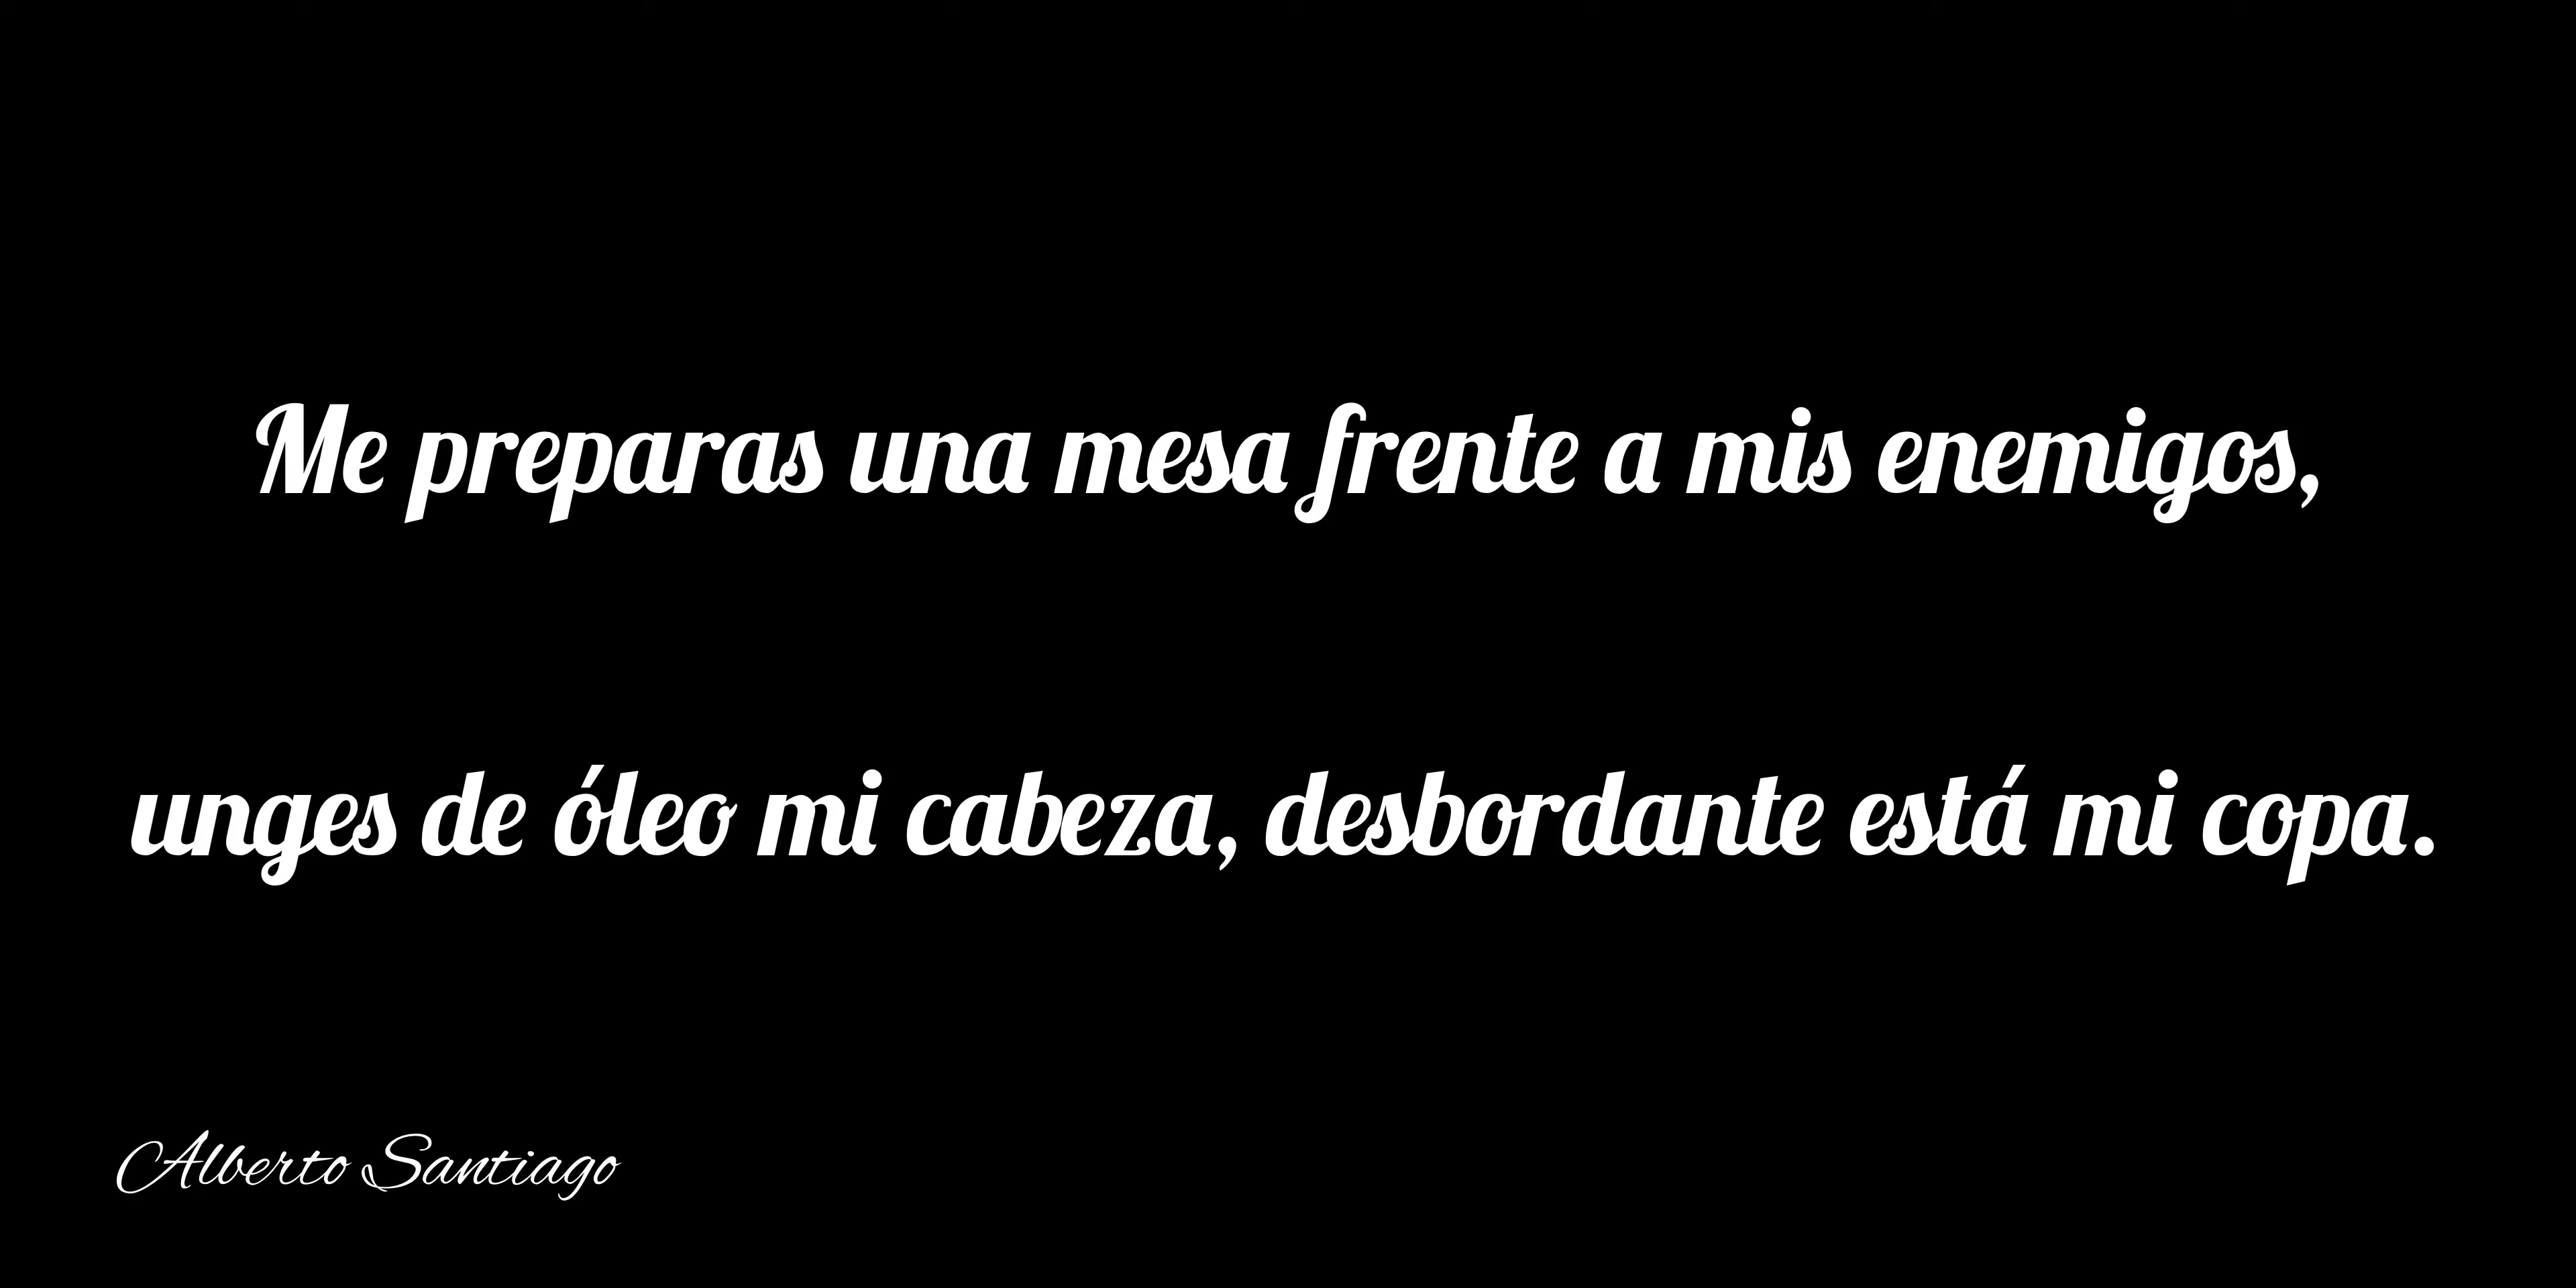 Me preparas una mesa frente a mis enemigos,
unges de óleo mi cabeza, desbordante está mi copa.
Alberto Santiago